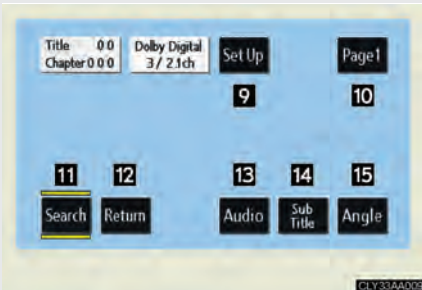 Title 0 0
Chapter 0 0 0
Dolby Digital
3 / 2.1ch
Set Up
Page1
9
10
11
12
13
14
15
Search
Return
Audio
Sub
Title
Angle
CLY33AA009